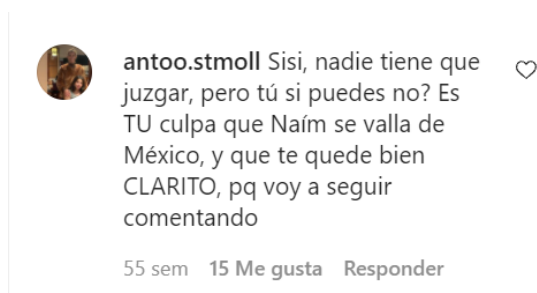 antoo.stmoll Sisi, nadie tiene que
juzgar, pero tú si puedes no? Es
TU culpa que Naím se valla de
México, y que te quede bien
CLARITO, pq voy a seguir
comentando
55 sem 15 Me gusta Responder